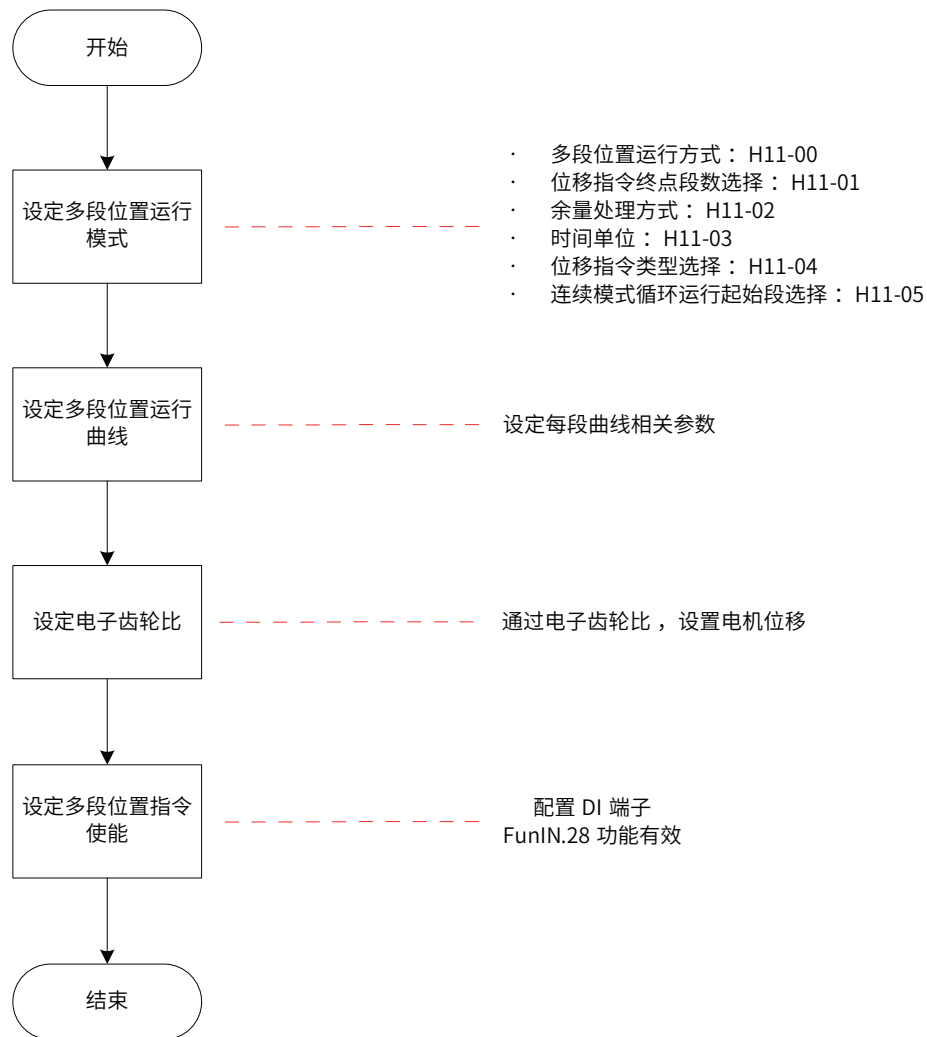 开始
设定多段位置运行
模式
· 多段位置运行方式：H11-00
· 位移指令终点段数选择：H11-01
· 余量处理方式：H11-02
· 时间单位：H11-03
· 位移指令类型选择：H11-04
· 连续模式循环运行起始段选择：H11-05
设定多段位置运行
曲线
设定每段曲线相关参数
设定电子齿轮比
通过电子齿轮比，设置电机位移
设定多段位置指令
使能
配置 DI 端子
FunIN.28 功能有效
结束